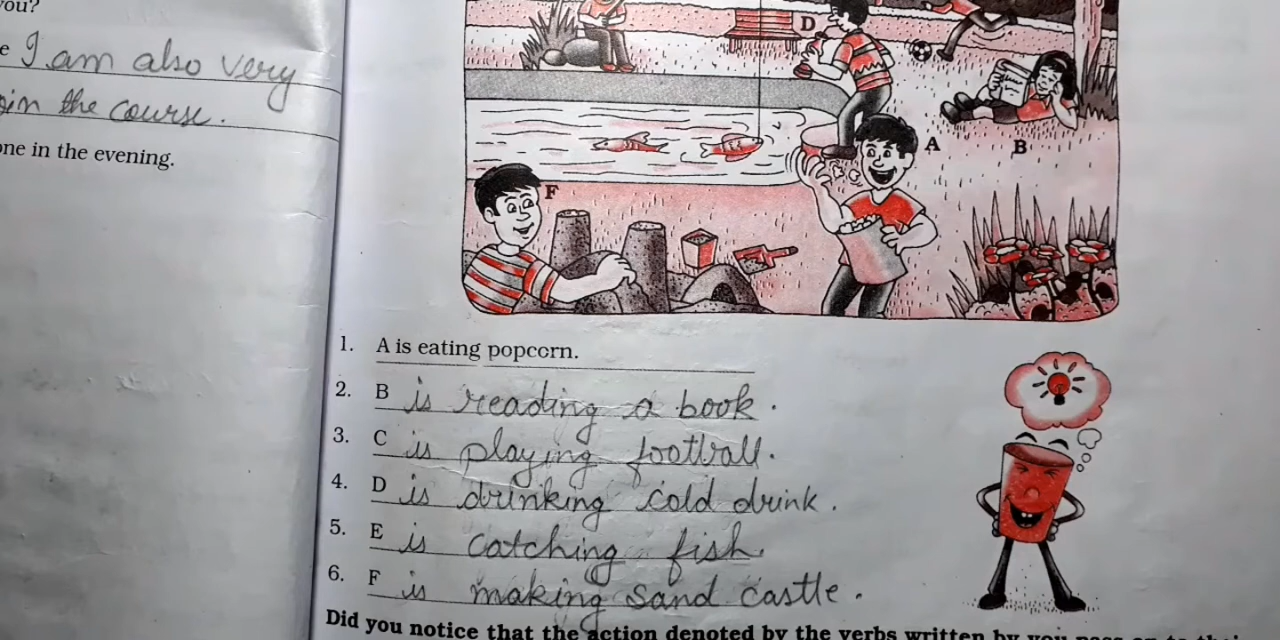 you?
I am also very
in the course.
one in the evening.
D
A
B
F
1. A is eating popcorn.
2. B is reading a book.
3. C is playing football.
4. D is drinking cold drink.
5. E is catching fish.
6. F is making sand castle.
Did you notice that the action denoted by the verbs written by you pass